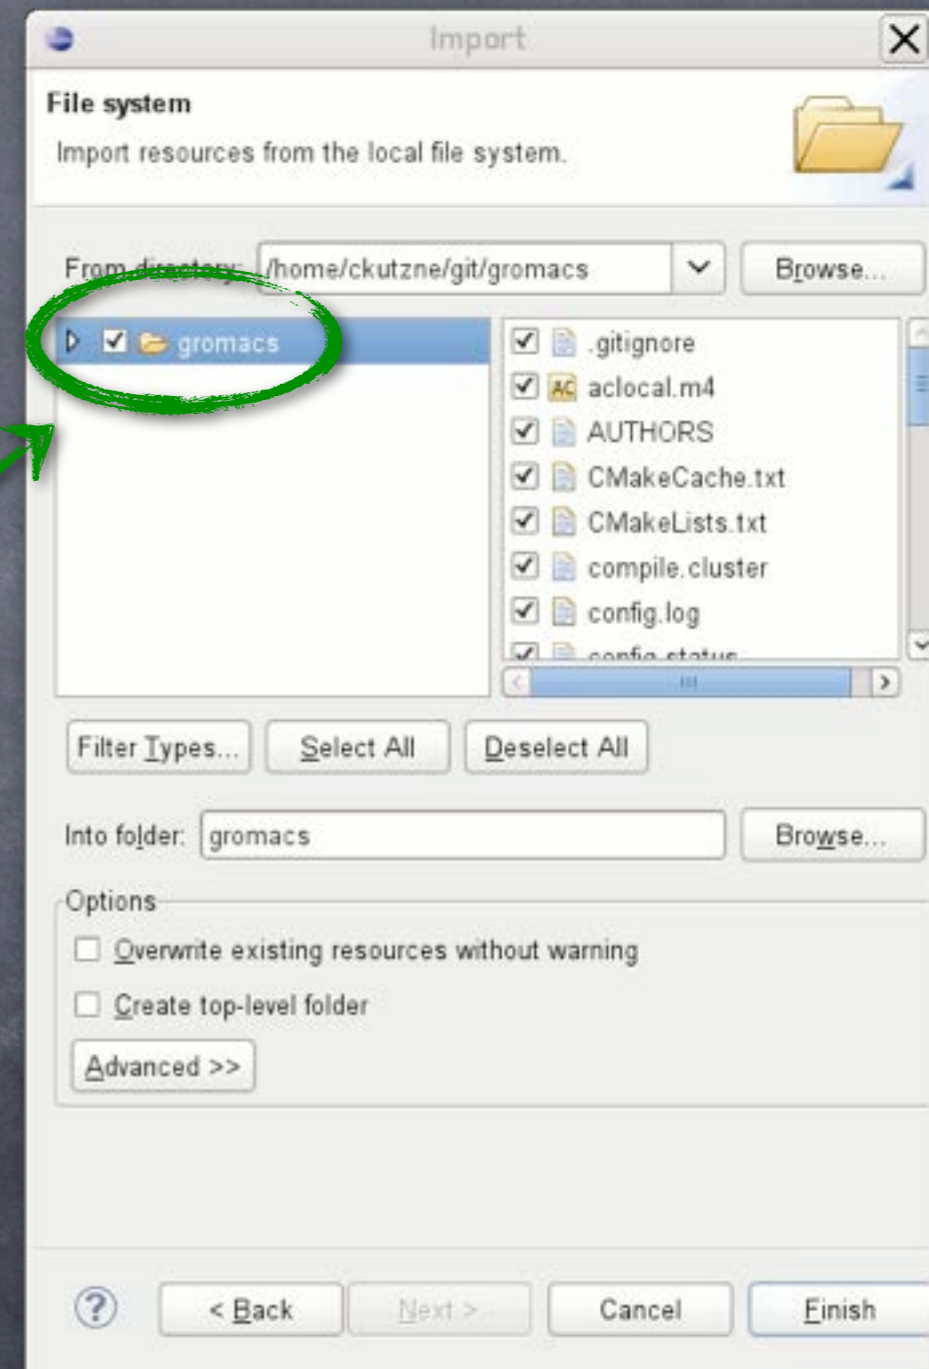 Import
File system
Import resources from the local file system.
From directory: /home/ckutzne/git/gromacs Browse...
gromacs
.gitignore
aclocal.m4
AUTHORS
CMakeCache.txt
CMakeLists.txt
compile.cluster
config.log
config.status
Filter Types... Select All Deselect All
Into folder: gromacs Browse...
Options
Overwrite existing resources without warning
Create top-level folder
Advanced >>
? < Back Next > Cancel Finish